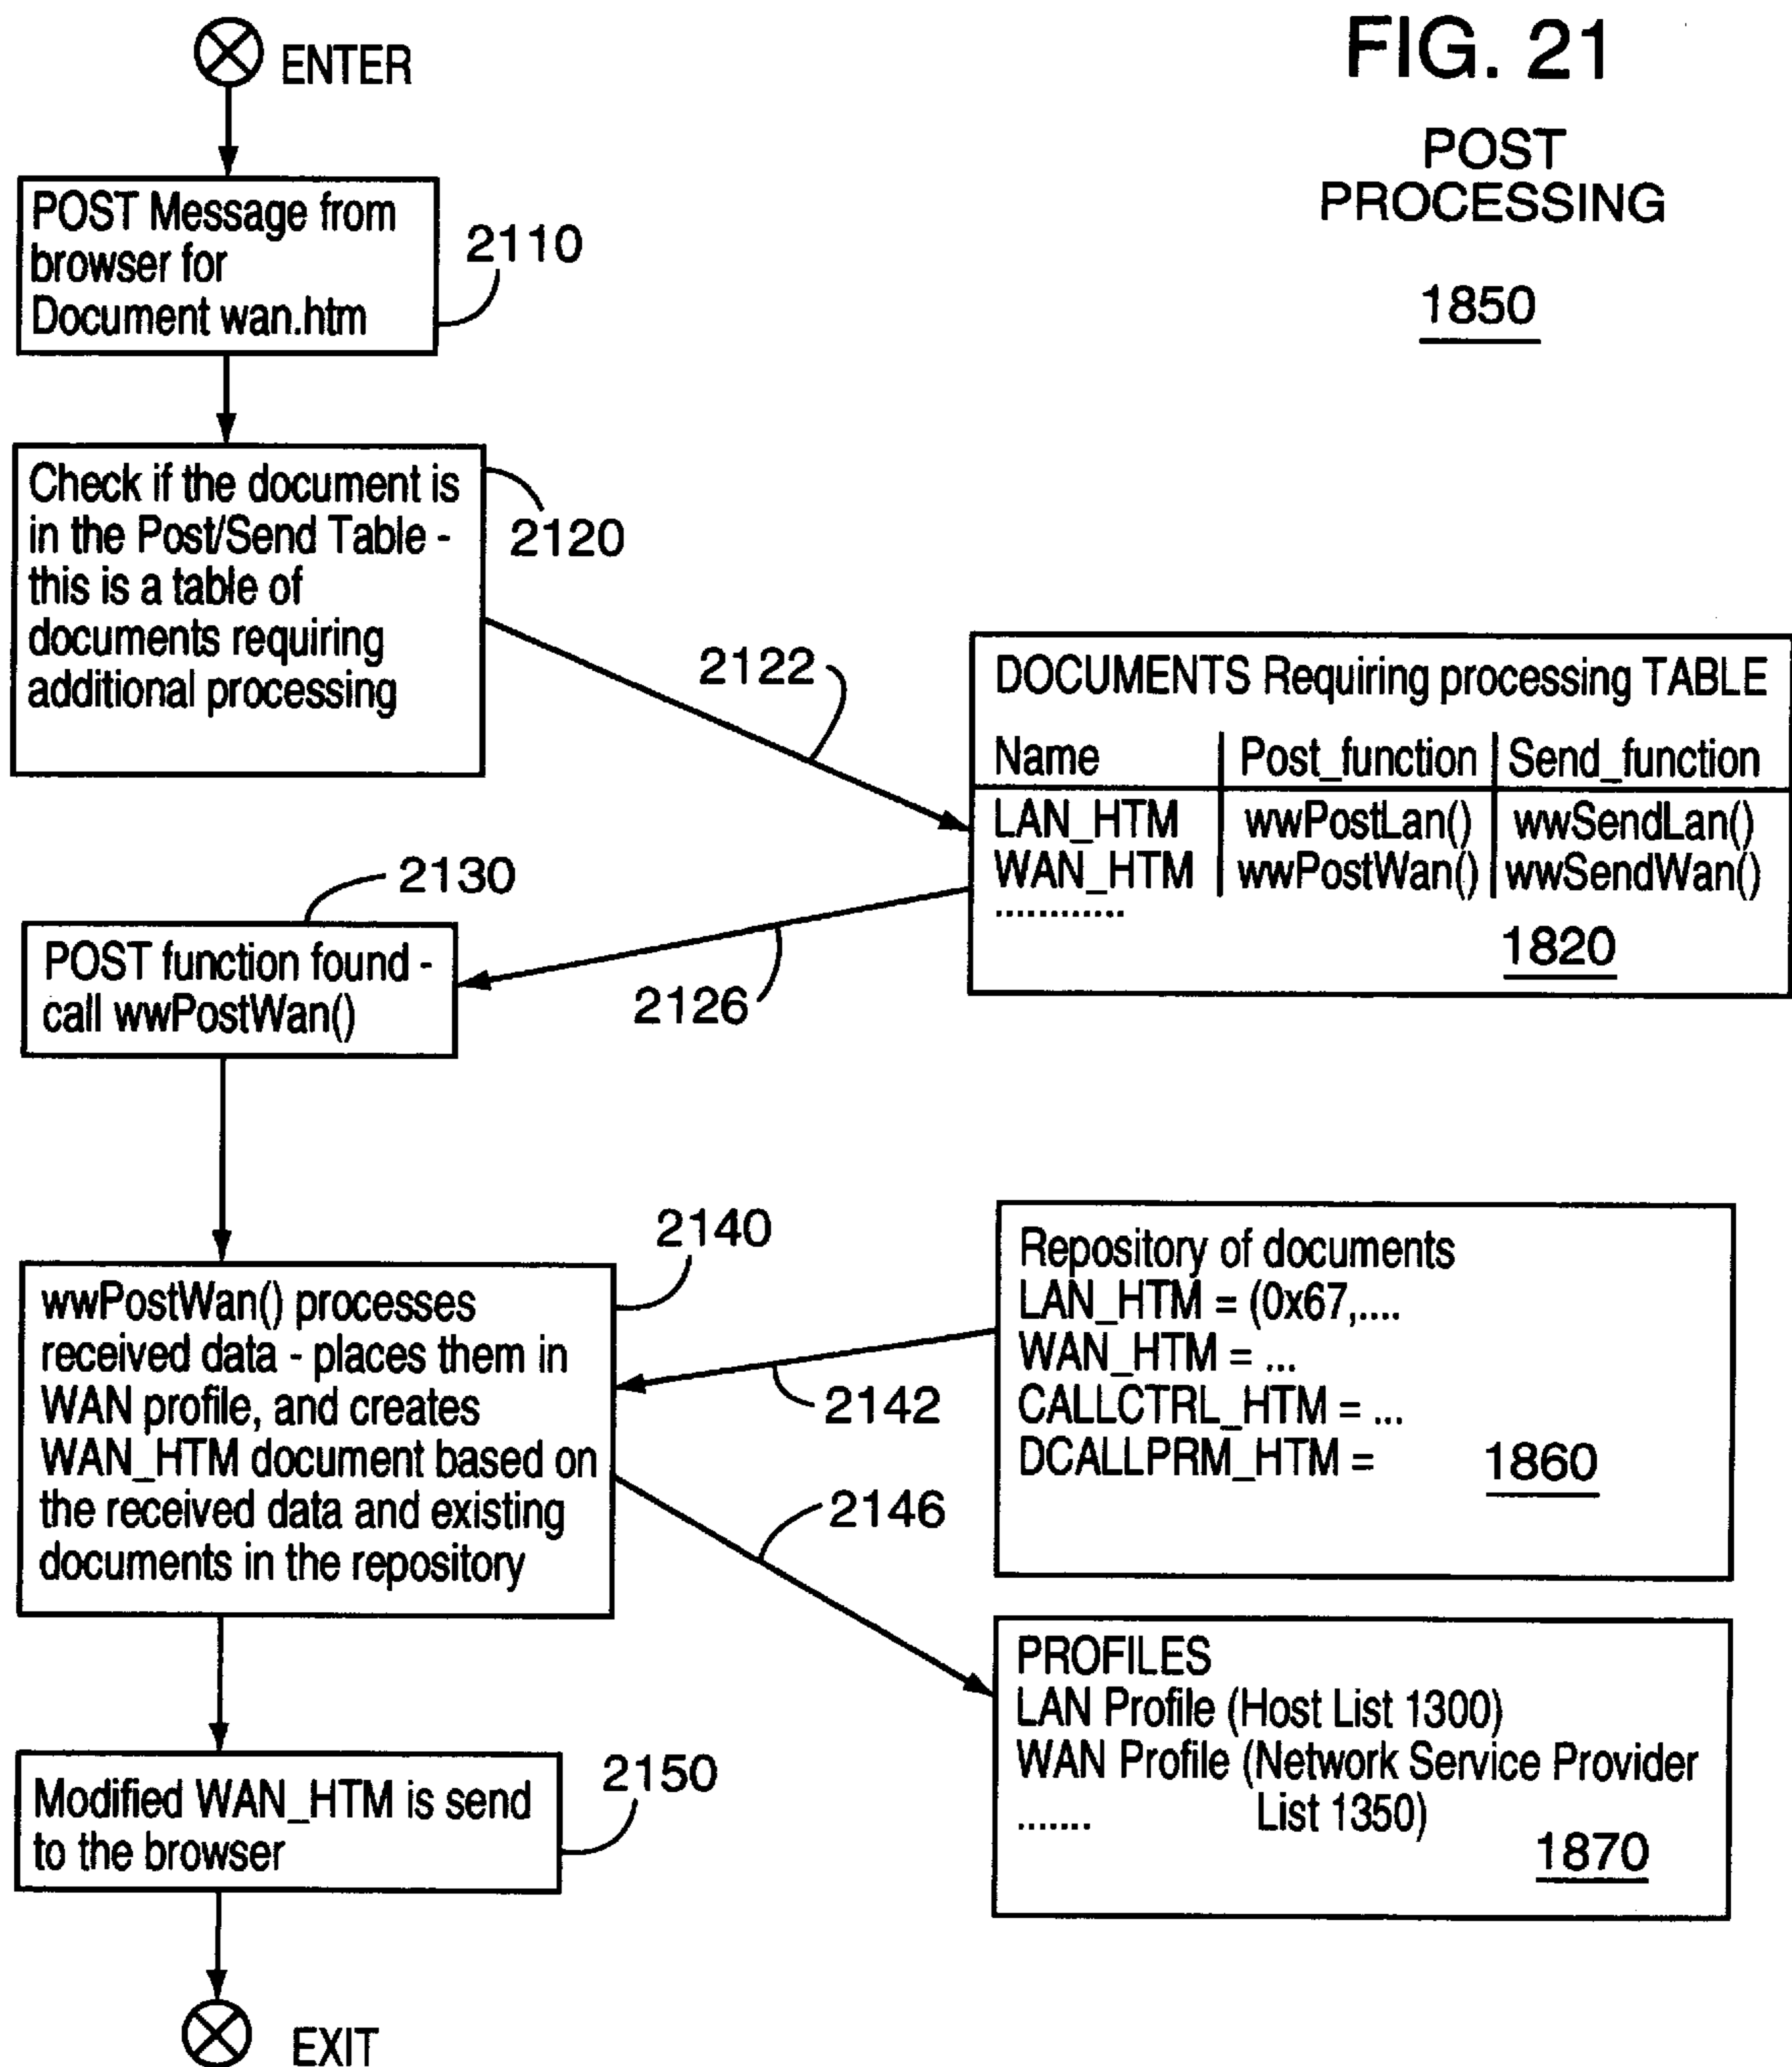 FIG. 21
POST
PROCESSING
1850
ENTER
POST Message from
browser for
Document wan.htm
2110
Check if the document is
in the Post/Send Table -
this is a table of
documents requiring
additional processing
2120
2122
DOCUMENTS Requiring processing TABLE
Name Post_function Send_function
LAN_HTM wwPostLan() wwSendLan()
WAN_HTM wwPostWan() wwSendWan()
............
1820
2126
2130
POST function found -
call wwPostWan()
2140
wwPostWan() processes
received data - places them in
WAN profile, and creates
WAN_HTM document based on
the received data and existing
documents in the repository
2142
Repository of documents
LAN_HTM = (0x67,....
WAN_HTM = ...
CALLCTRL_HTM = ...
DCALLPRM_HTM =
1860
2146
PROFILES
LAN Profile (Host List 1300)
WAN Profile (Network Service Provider
....... List 1350)
1870
Modified WAN_HTM is send
to the browser
2150
EXIT